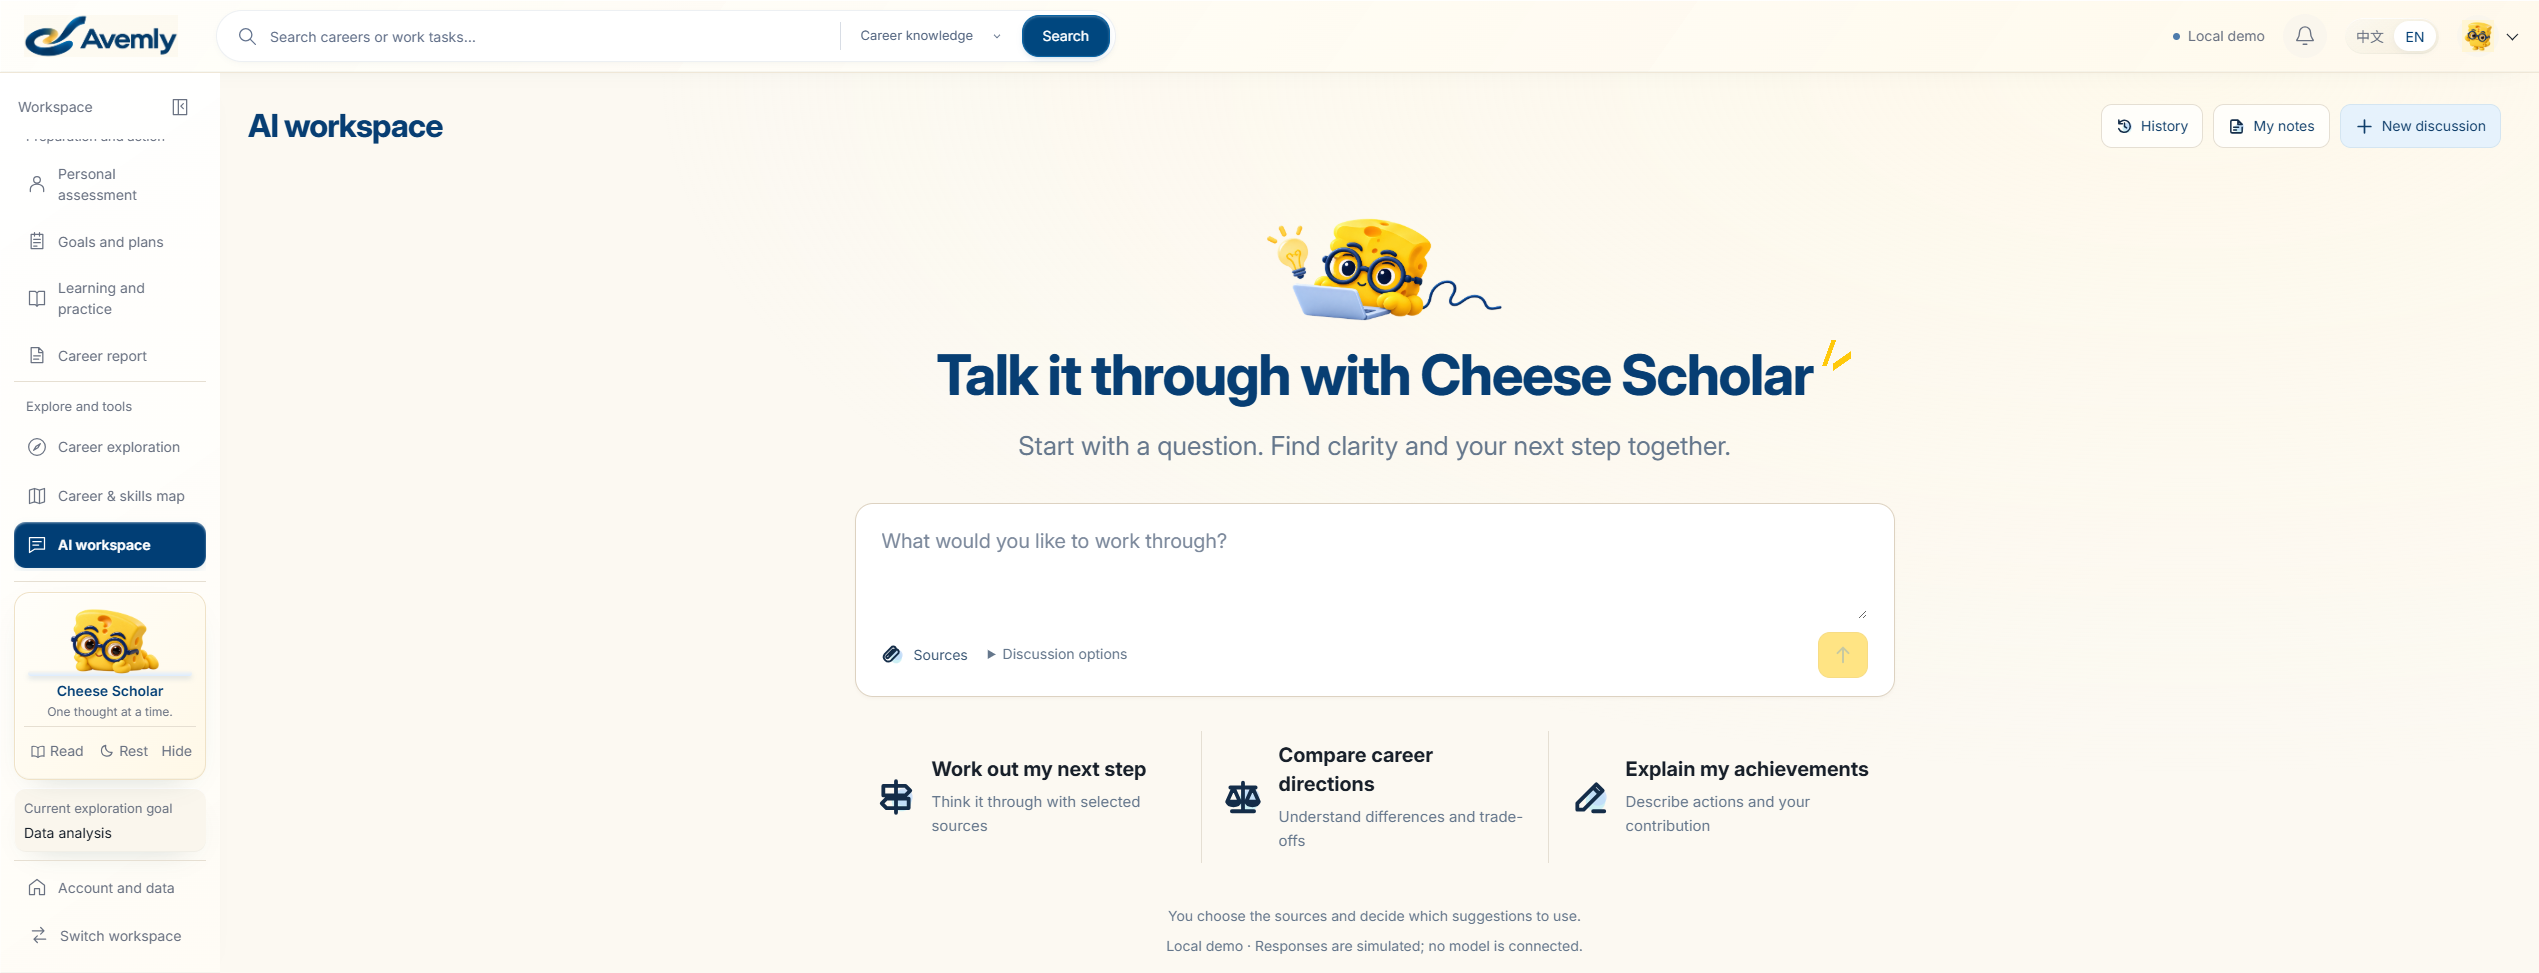 Avemly
Search careers or work tasks...
Career knowledge
Search
Local demo
中文
EN
Workspace
Preparation and action
Personal
assessment
Goals and plans
Learning and
practice
Career report
Explore and tools
Career exploration
Career & skills map
AI workspace
Cheese Scholar
One thought at a time.
Read
Rest
Hide
Current exploration goal
Data analysis
Account and data
Switch workspace
AI workspace
History
My notes
New discussion
Talk it through with Cheese Scholar
Start with a question. Find clarity and your next step together.
What would you like to work through?
Sources
Discussion options
Work out my next step
Think it through with selected
sources
Compare career
directions
Understand differences and trade-
offs
Explain my achievements
Describe actions and your
contribution
You choose the sources and decide which suggestions to use.
Local demo · Responses are simulated; no model is connected.